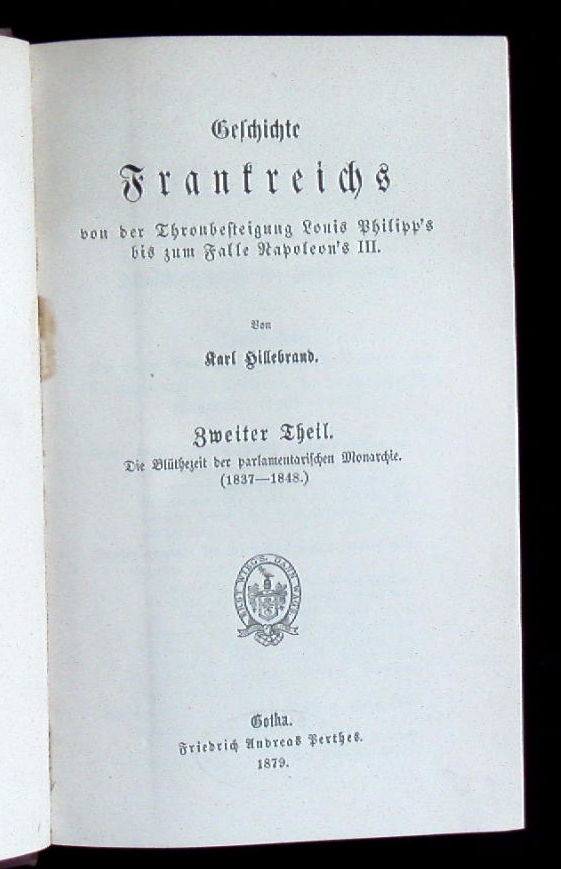 Geschichte
Frankreichs
von der Thronbesteigung Louis Philipp's
bis zum Falle Napoleon's III.
Von
Karl Hillebrand.
Zweiter Theil.
Die Blüthezeit der parlamentarischen Monarchie.
(1837—1848.)
Gotha.
Friedrich Andreas Perthes.
1879.